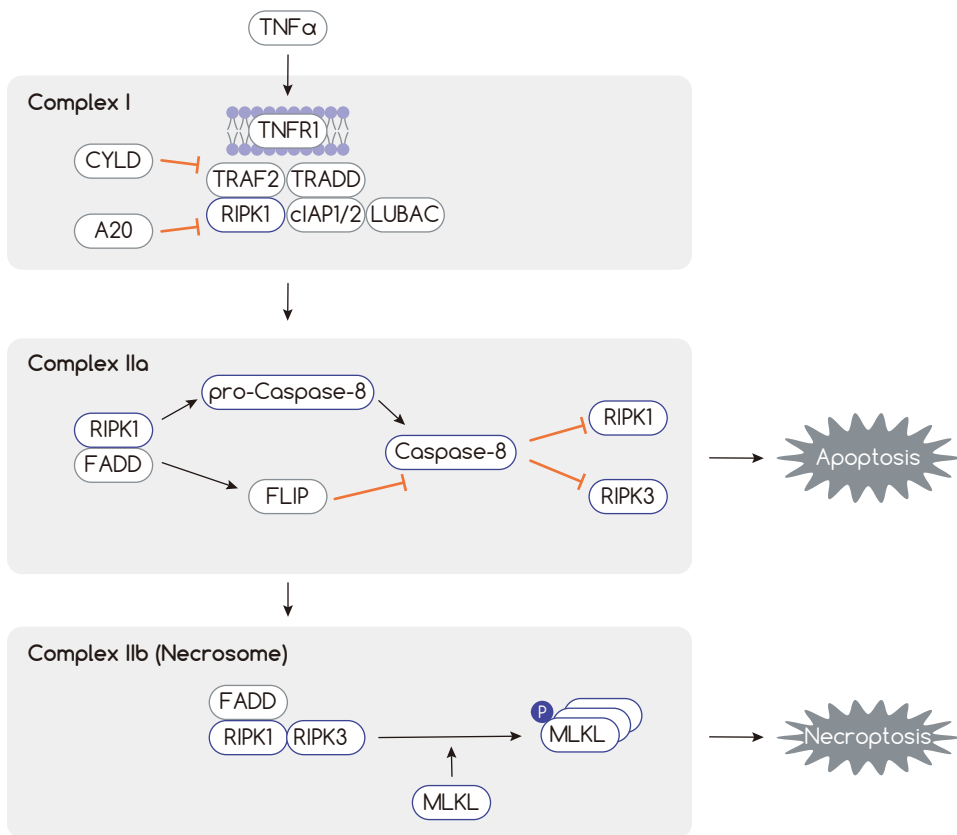 TNFα
Complex I
TNFR1
CYLD
TRAF2 TRADD
A20
RIPK1 cIAP1/2 LUBAC
Complex IIa
pro-Caspase-8
RIPK1
FADD
Caspase-8
FLIP
RIPK1
RIPK3
Apoptosis
Complex IIb (Necrosome)
FADD
RIPK1 RIPK3
P
MLKL
MLKL
Necroptosis